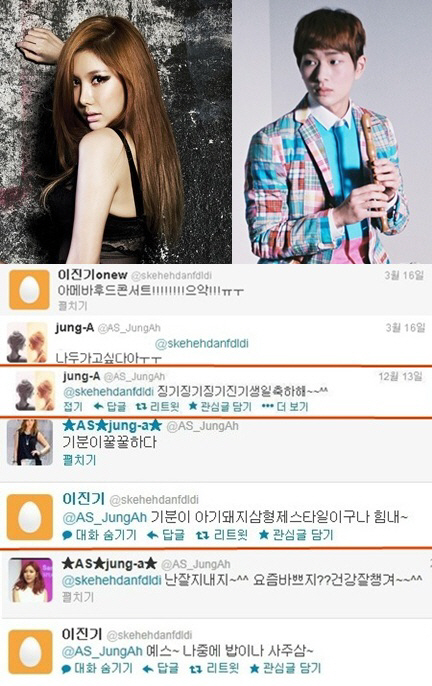 이진기onew @skehehdanfdldi 3월 16일
아메바후드콘서트!!!!!!!!!으악!!!ㅠㅜ
펼치기
jung-A @AS_JungAh 3월 16일
@skehehdanfdldi
나두가고싶다아ㅜㅜ
jung-A @AS_JungAh 12월 13일
@skehehdanfdldi 징기징기징기진기생일축하해~~^^
접기 답글 리트윗 관심글 담기 더 보기
★AS★jung-a★ @AS_JungAh
기분이꿀꿀하다
펼치기
이진기 @skehehdanfdldi
@AS_JungAh 기분이 아기돼지삼형제스타일이구나 힘내~
대화 숨기기 답글 리트윗 관심글 담기
★AS★jung-a★ @AS_JungAh
@skehehdanfdldi 난잘지내지~^^ 요즘바쁘지??건강잘챙겨~~^^
펼치기
이진기 @skehehdanfdldi
@AS_JungAh 예스~ 나중에 밥이나 사주삼~
대화 숨기기 답글 리트윗 관심글 담기